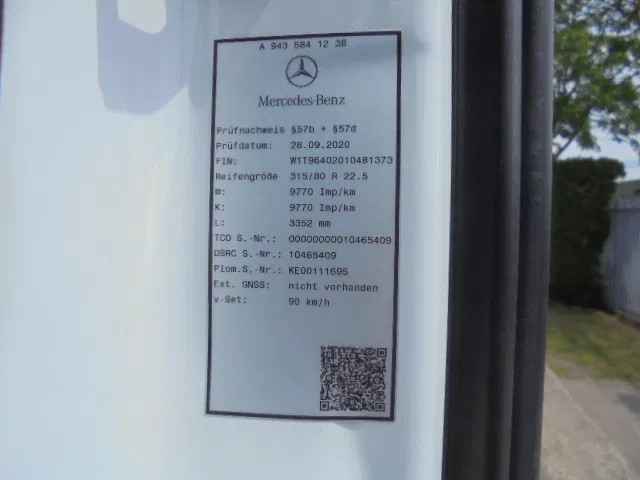 A 943 584 12 38
Mercedes-Benz
Prüfnachweis §57b + §57d
Prüfdatum: 28.09.2020
FIN: W1T96402010481373
Reifengröße 315/80 R 22.5
W: 9770 Imp/km
K: 9770 Imp/km
L: 3352 mm
TCO S.-Nr.: 00000000010465409
DSRC S.-Nr.: 10465409
Plom.S.-Nr.: KE00111695
Ext. GNSS: nicht vorhanden
v-Set: 90 km/h